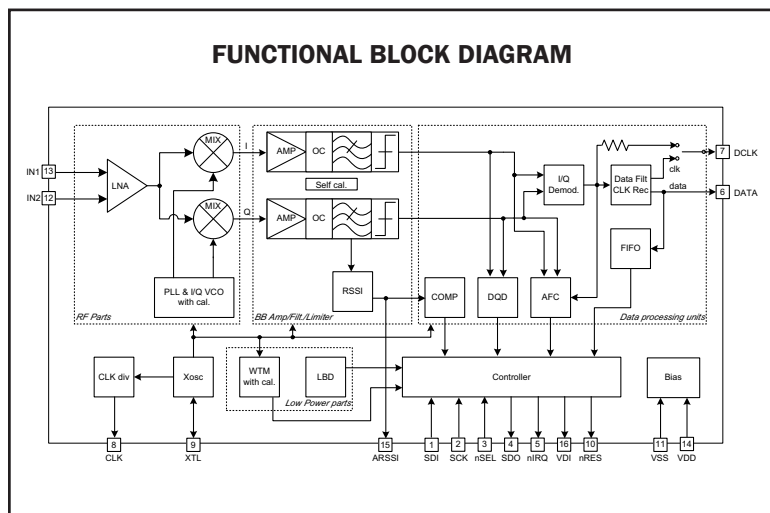 FUNCTIONAL BLOCK DIAGRAM
MIX
I
AMP
OC
7
DCLK
13
IN1
LNA
Self cal.
I/Q
Demod.
Data Filt
CLK Rec
clk
data
12
IN2
MIX
Q
AMP
OC
6
DATA
FIFO
PLL & I/Q VCO
with cal.
RSSI
COMP
DQD
AFC
RF Parts
BB Amp/Filt./Limiter
Data processing units
CLK div
Xosc
WTM
with cal.
LBD
Controller
Bias
Low Power parts
8
9
15
1
2
3
4
5
16
10
11
14
CLK
XTL
ARSSI
SDI
SCK
nSEL
SDO
nIRQ
VDI
nRES
VSS
VDD